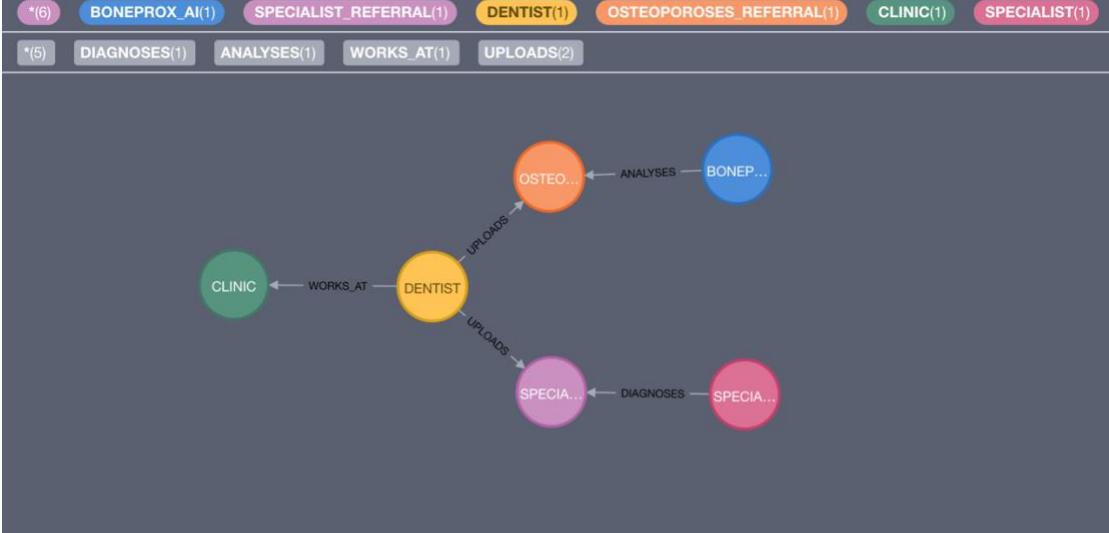 *(6) BONEPROX_AI(1) SPECIALIST_REFERRAL(1) DENTIST(1) OSTEOPOROSES_REFERRAL(1) CLINIC(1) SPECIALIST(1)
*(5) DIAGNOSES(1) ANALYSES(1) WORKS_AT(1) UPLOADS(2)
OSTEO... ANALYSES BONEP...
UPLOADS
CLINIC WORKS_AT DENTIST
UPLOADS
SPECIA... DIAGNOSES SPECIA...